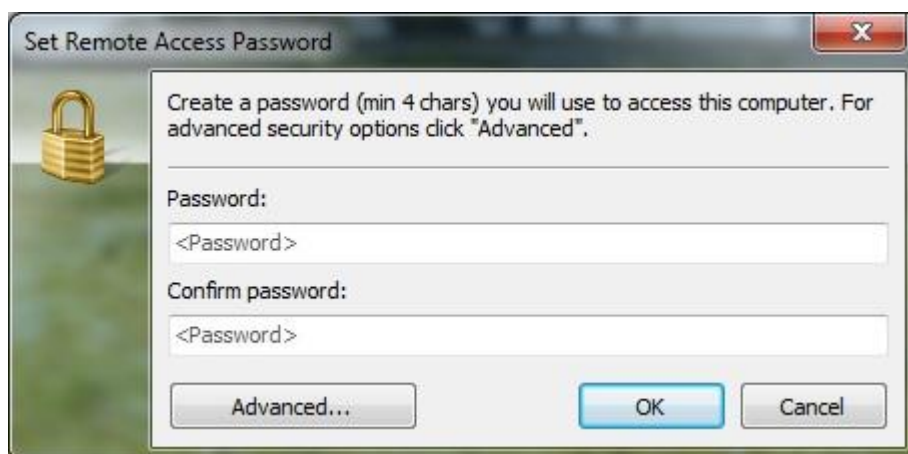 Set Remote Access Password
Create a password (min 4 chars) you will use to access this computer. For
advanced security options click "Advanced".
Password:
<Password>
Confirm password:
<Password>
Advanced... OK Cancel